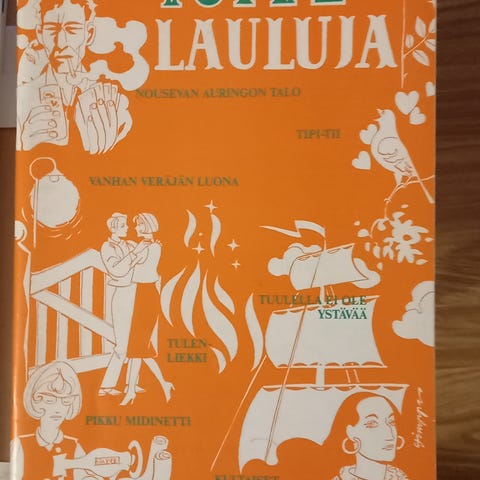 LAULUJA
NOUSEVAN AURINGON TALO
TIPI-TII
VANHAN VERÄJÄN LUONA
TUULELLA EI OLE
YSTÄVÄÄ
TULEN-
LIEKKI
PIKKU MIDINETTI